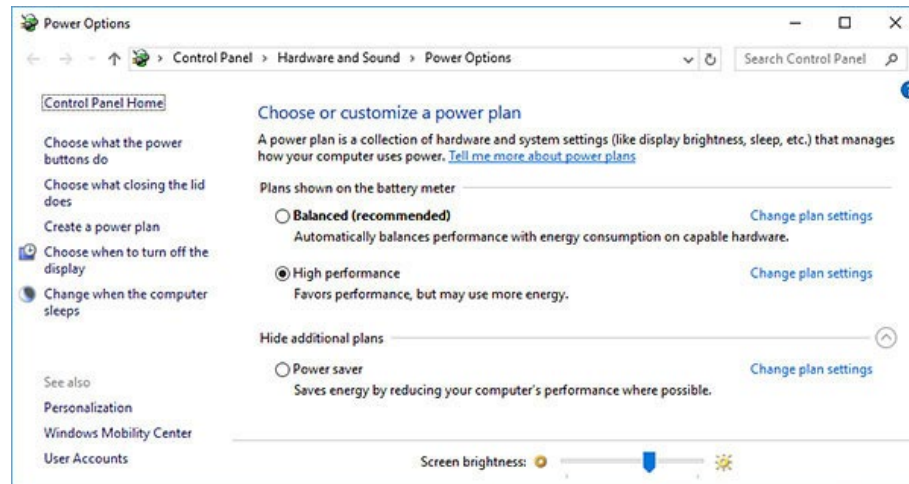 Power Options
Control Panel > Hardware and Sound > Power Options
Search Control Panel
Control Panel Home
Choose what the power
buttons do
Choose what closing the lid
does
Create a power plan
Choose when to turn off the
display
Change when the computer
sleeps
See also
Personalization
Windows Mobility Center
User Accounts
Choose or customize a power plan
A power plan is a collection of hardware and system settings (like display brightness, sleep, etc.) that manages
how your computer uses power. Tell me more about power plans
Plans shown on the battery meter
Balanced (recommended) Change plan settings
Automatically balances performance with energy consumption on capable hardware.
High performance Change plan settings
Favors performance, but may use more energy.
Hide additional plans
Power saver Change plan settings
Saves energy by reducing your computer's performance where possible.
Screen brightness: